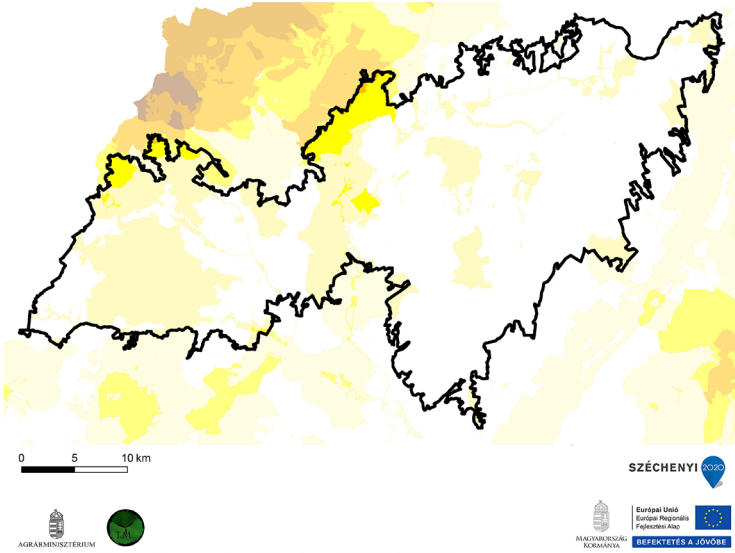 0 5 10 km
SZÉCHENYI 2020
AGRÁRMINISZTÉRIUM
T.M.
MAGYARORSZÁG
KORMÁNYA
Európai Unió
Európai Regionális
Fejlesztési Alap
BEFEKTETÉS A JÖVŐBE